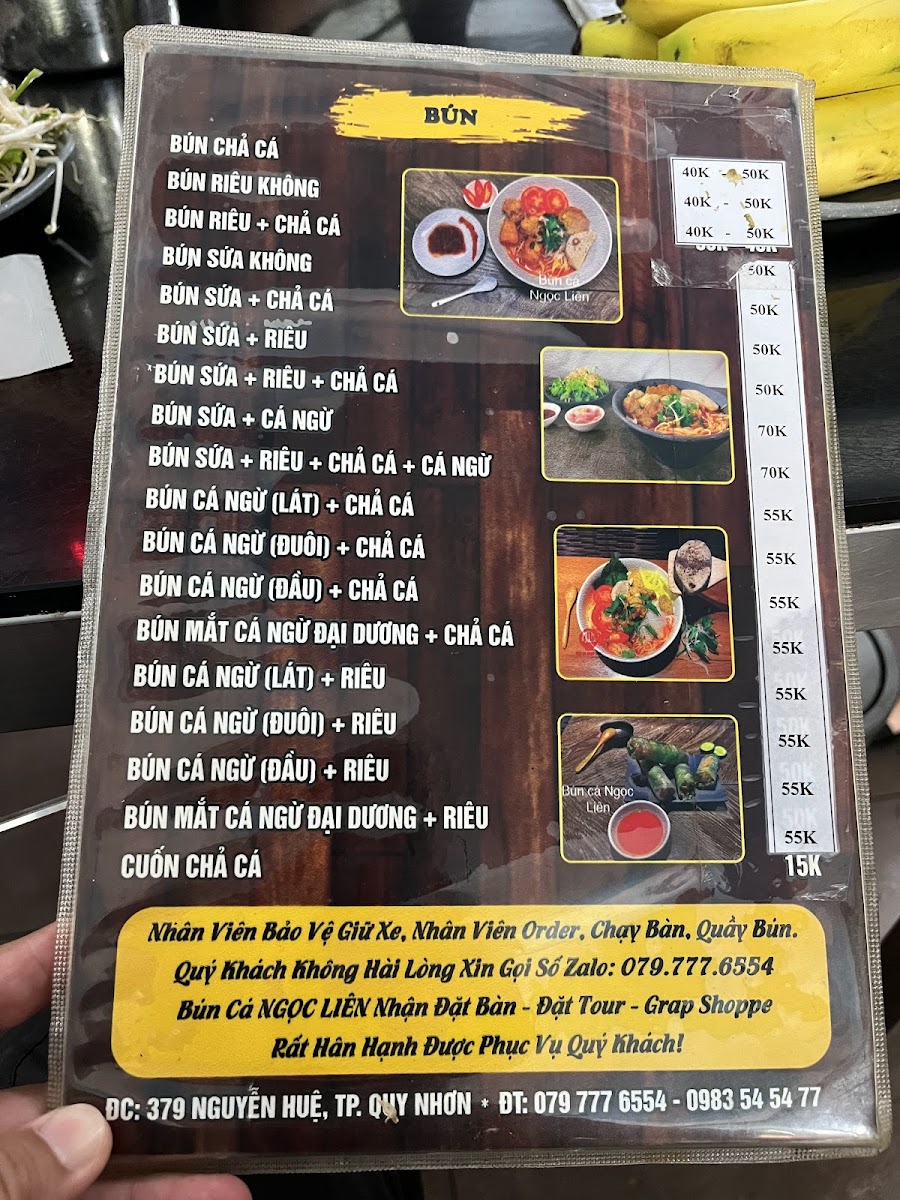 BÚN
BÚN CHẢ CÁ 40K - 50K
BÚN RIÊU KHÔNG 40K - 50K
BÚN RIÊU + CHẢ CÁ 40K - 50K
BÚN SỨA KHÔNG 50K
BÚN SỨA + CHẢ CÁ 50K
BÚN SỨA + RIÊU 50K
BÚN SỨA + RIÊU + CHẢ CÁ 50K
BÚN SỨA + CÁ NGỪ 70K
BÚN SỨA + RIÊU + CHẢ CÁ + CÁ NGỪ 70K
BÚN CÁ NGỪ (LÁT) + CHẢ CÁ 55K
BÚN CÁ NGỪ (ĐUÔI) + CHẢ CÁ 55K
BÚN CÁ NGỪ (ĐẦU) + CHẢ CÁ 55K
BÚN MẮT CÁ NGỪ ĐẠI DƯƠNG + CHẢ CÁ 55K
BÚN CÁ NGỪ (LÁT) + RIÊU 55K
BÚN CÁ NGỪ (ĐUÔI) + RIÊU 55K
BÚN CÁ NGỪ (ĐẦU) + RIÊU 55K
BÚN MẮT CÁ NGỪ ĐẠI DƯƠNG + RIÊU 55K
CUỐN CHẢ CÁ 15K
Bún cá
Ngọc Liên
Bún cá Ngọc
Liên
Nhân Viên Bảo Vệ Giữ Xe, Nhân Viên Order, Chạy Bàn, Quầy Bún.
Quý Khách Không Hài Lòng Xin Gọi Số Zalo: 079.777.6554
Bún Cá NGỌC LIÊN Nhận Đặt Bàn - Đặt Tour - Grap Shoppe
Rất Hân Hạnh Được Phục Vụ Quý Khách!
ĐC: 379 NGUYỄN HUỆ, TP. QUY NHƠN * ĐT: 079 777 6554 - 0983 54 54 77